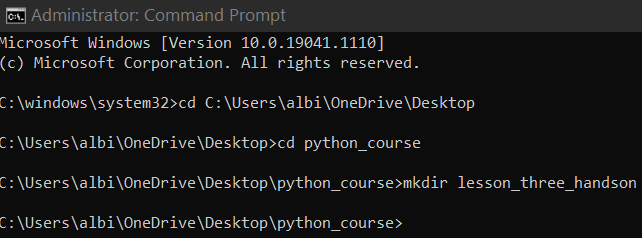 Administrator: Command Prompt
Microsoft Windows [Version 10.0.19041.1110]
(c) Microsoft Corporation. All rights reserved.
C:\windows\system32>cd C:\Users\albi\OneDrive\Desktop
C:\Users\albi\OneDrive\Desktop>cd python_course
C:\Users\albi\OneDrive\Desktop\python_course>mkdir lesson_three_handson
C:\Users\albi\OneDrive\Desktop\python_course>